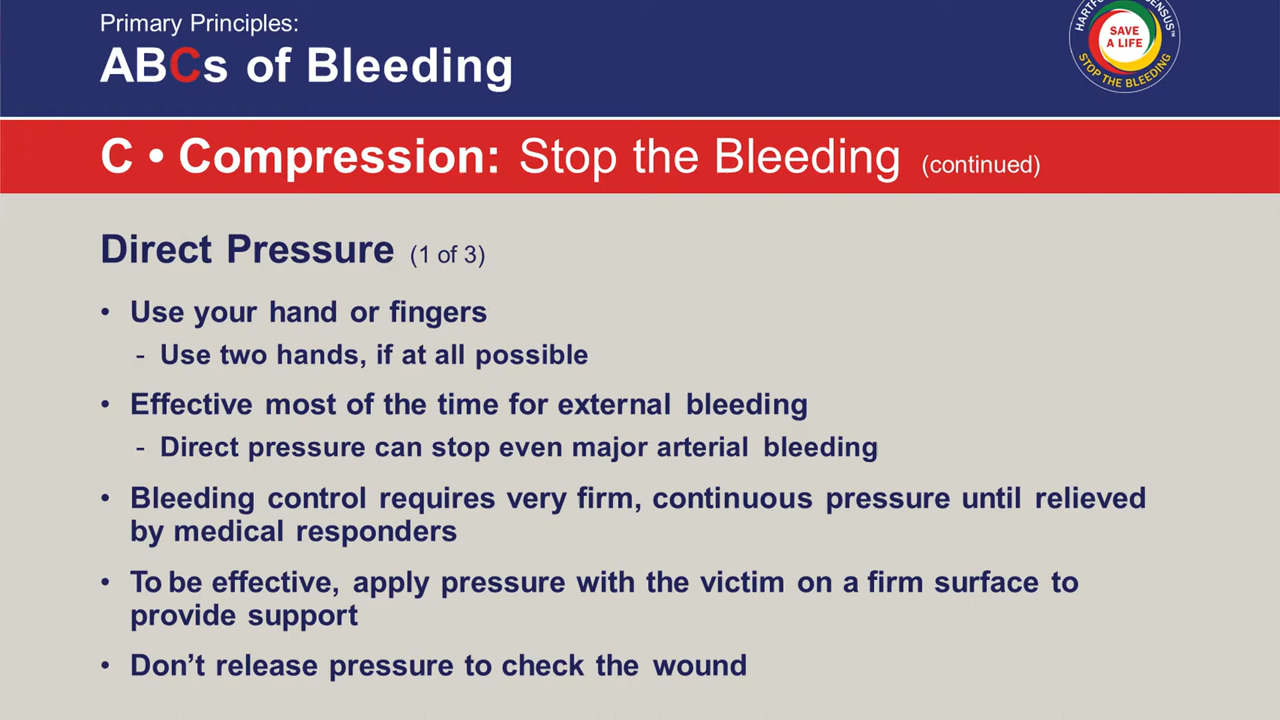 Primary Principles:
ABCs of Bleeding
SAVE
A LIFE
STOP THE BLEEDING
C • Compression: Stop the Bleeding (continued)
Direct Pressure (1 of 3)
• Use your hand or fingers
- Use two hands, if at all possible
• Effective most of the time for external bleeding
- Direct pressure can stop even major arterial bleeding
• Bleeding control requires very firm, continuous pressure until relieved
by medical responders
• To be effective, apply pressure with the victim on a firm surface to
provide support
• Don’t release pressure to check the wound